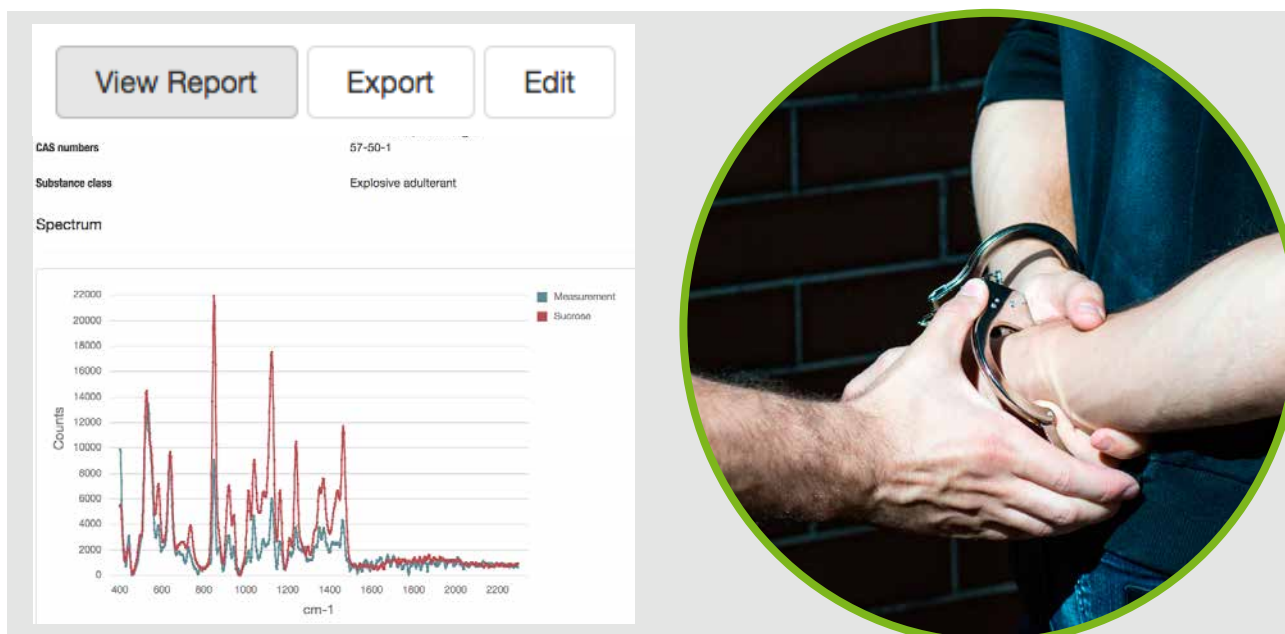 View Report Export Edit
CAS numbers 57-50-1
Substance class Explosive adulterant
Spectrum
22000
20000
18000
16000
14000
12000
10000
8000
6000
4000
2000
0
Counts
Measurement
Sucrose
400 600 800 1000 1200 1400 1600 1800 2000 2200
cm-1